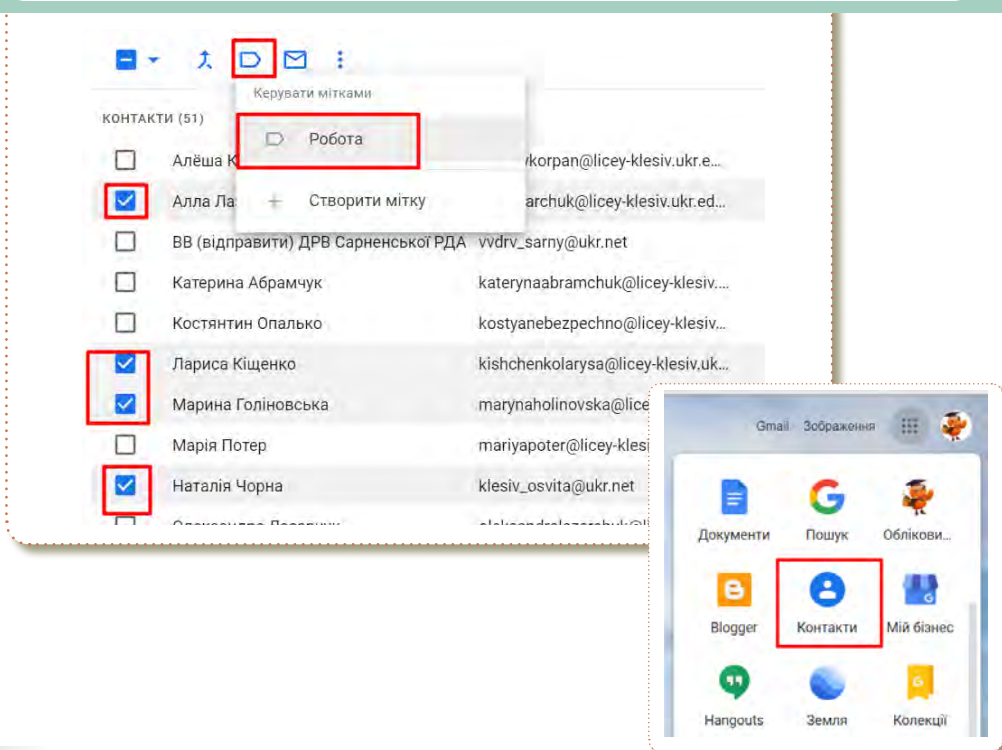 Керувати мітками
КОНТАКТИ (51)
Робота
Алёша К korpan@licey-klesiv.ukr.e...
Створити мітку
Алла Ла archuk@licey-klesiv.ukr.ed...
ВВ (відправити) ДРВ Сарненської РДА vvdrv_sarny@ukr.net
Катерина Абрамчук katerynaabramchuk@licey-klesiv....
Костянтин Опалько kostyanebezpechno@licey-klesiv...
Лариса Кіщенко kishchenkolarysa@licey-klesiv.uk...
Марина Голіновська marynaholinovska@lice
Марія Потер mariyapoter@licey-klesi
Наталія Чорна klesiv_osvita@ukr.net
Gmail Зображення
Документи Пошук Облікови...
Blogger Контакти Мій бізнес
Hangouts Земля Колекції